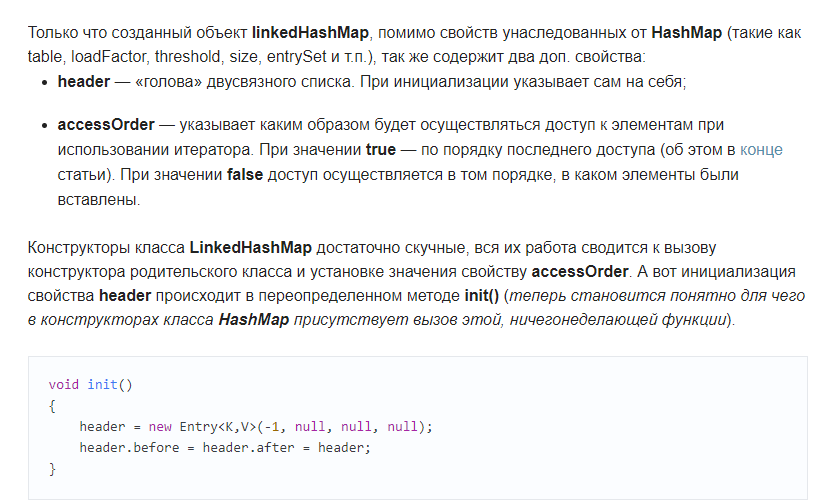 Только что созданный объект linkedHashMap, помимо свойств унаследованных от HashMap (такие как
table, loadFactor, threshold, size, entrySet и т.п.), так же содержит два доп. свойства:
• header — «голова» двусвязного списка. При инициализации указывает сам на себя;
• accessOrder — указывает каким образом будет осуществляться доступ к элементам при
использовании итератора. При значении true — по порядку последнего доступа (об этом в конце
статьи). При значении false доступ осуществляется в том порядке, в каком элементы были
вставлены.
Конструкторы класса LinkedHashMap достаточно скучные, вся их работа сводится к вызову
конструктора родительского класса и установке значения свойству accessOrder. А вот инициализация
свойства header происходит в переопределенном методе init() (теперь становится понятно для чего
в конструкторах класса HashMap присутствует вызов этой, ничегонеделающей функции).
void init()
{
    header = new Entry<K,V>(-1, null, null, null);
    header.before = header.after = header;
}